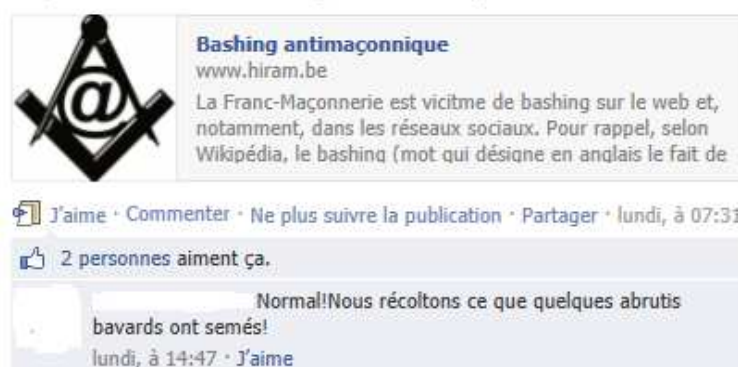 Bashing antimaçonnique
www.hiram.be
@
La Franc-Maçonnerie est vicitme de bashing sur le web et,
notamment, dans les réseaux sociaux. Pour rappel, selon
Wikipédia, le bashing (mot qui désigne en anglais le fait de
J'aime · Commenter · Ne plus suivre la publication · Partager · lundi, à 07:31
2 personnes aiment ça.
Normal!Nous récoltons ce que quelques abrutis
bavards ont semés!
lundi, à 14:47 · J'aime